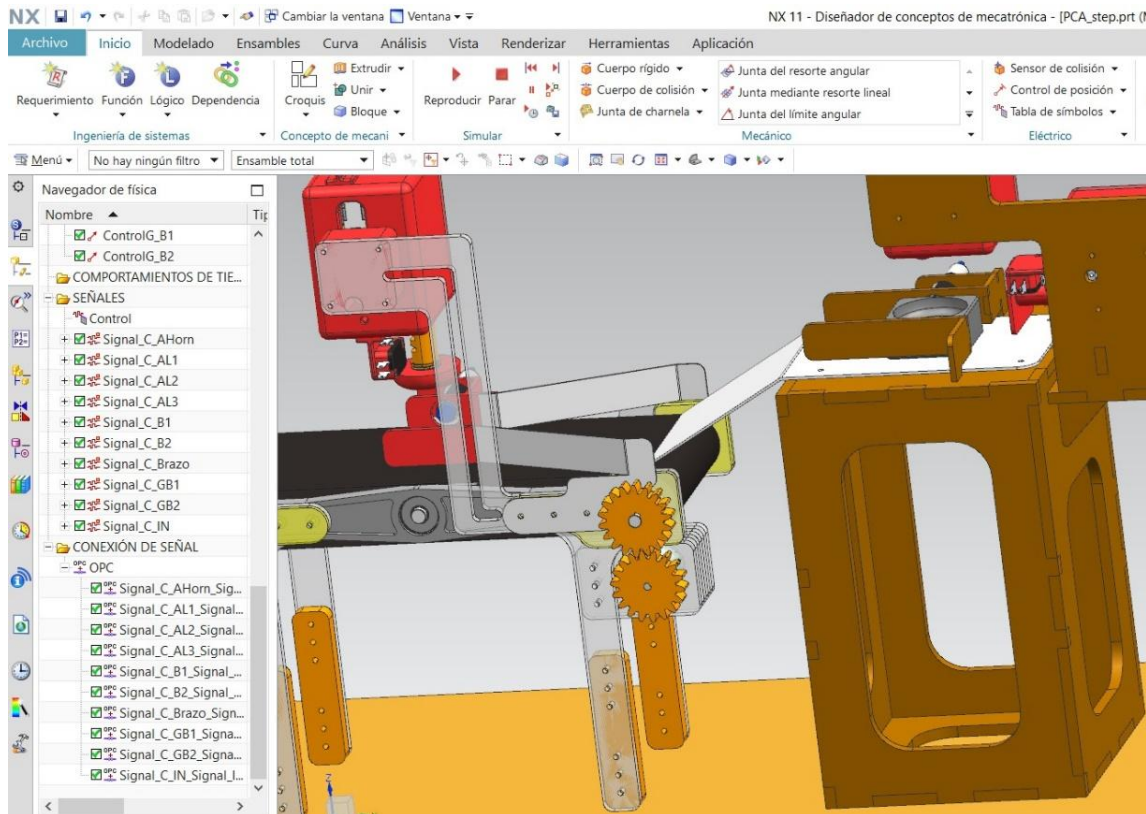 NX Cambiar la ventana Ventana NX 11 - Diseñador de conceptos de mecatrónica - [PCA_step.prt (M
Archivo Inicio Modelado Ensambles Curva Análisis Vista Renderizar Herramientas Aplicación
Requerimiento Función Lógico Dependencia
Ingeniería de sistemas
Croquis
Extrudir
Unir
Bloque
Concepto de mecani
Reproducir Parar
Simular
Cuerpo rígido
Cuerpo de colisión
Junta de charnela
Junta del resorte angular
Junta mediante resorte lineal
Junta del límite angular
Mecánico
Sensor de colisión
Control de posición
Tabla de símbolos
Eléctrico
Menú No hay ningún filtro Ensamble total
Navegador de física
Nombre Tip
ControlG_B1
ControlG_B2
COMPORTAMIENTOS DE TIE...
SEÑALES
Control
Signal_C_AHorn
Signal_C_AL1
Signal_C_AL2
Signal_C_AL3
Signal_C_B1
Signal_C_B2
Signal_C_Brazo
Signal_C_GB1
Signal_C_GB2
Signal_C_IN
CONEXIÓN DE SEÑAL
OPC
Signal_C_AHorn_Sig...
Signal_C_AL1_Signal...
Signal_C_AL2_Signal...
Signal_C_AL3_Signal...
Signal_C_B1_Signal_...
Signal_C_B2_Signal_...
Signal_C_Brazo_Sign...
Signal_C_GB1_Signa...
Signal_C_GB2_Signa...
Signal_C_IN_Signal_I...
Z